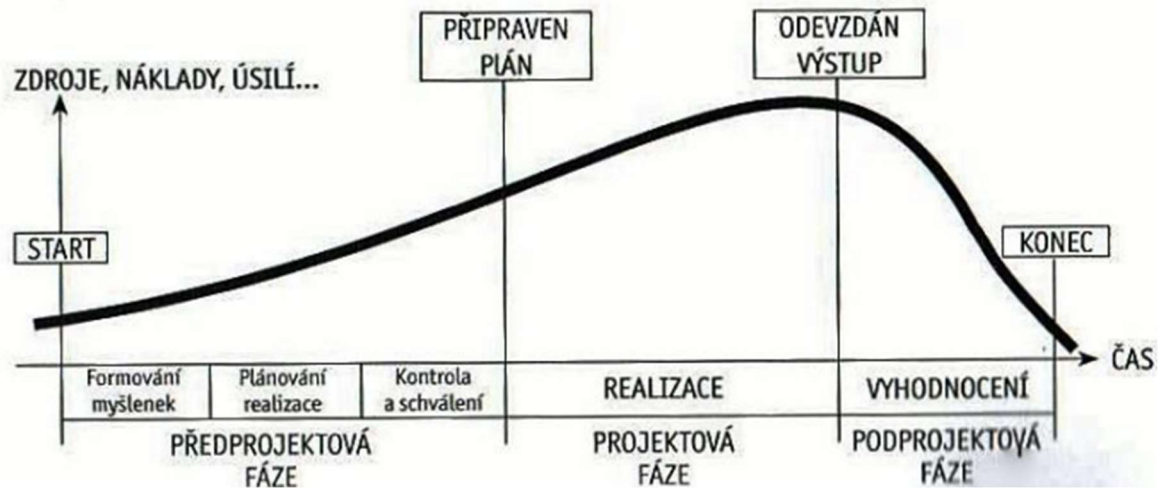 PŘIPRAVEN
PLÁN
ODEVZDÁN
VÝSTUP
ZDROJE, NÁKLADY, ÚSILÍ...
START
KONEC
ČAS
Formování
myšlenek
Plánování
realizace
Kontrola
a schválení
REALIZACE
VYHODNOCENÍ
PŘEDPROJEKTOVÁ
FÁZE
PROJEKTOVÁ
FÁZE
PODPROJEKTOVÁ
FÁZE